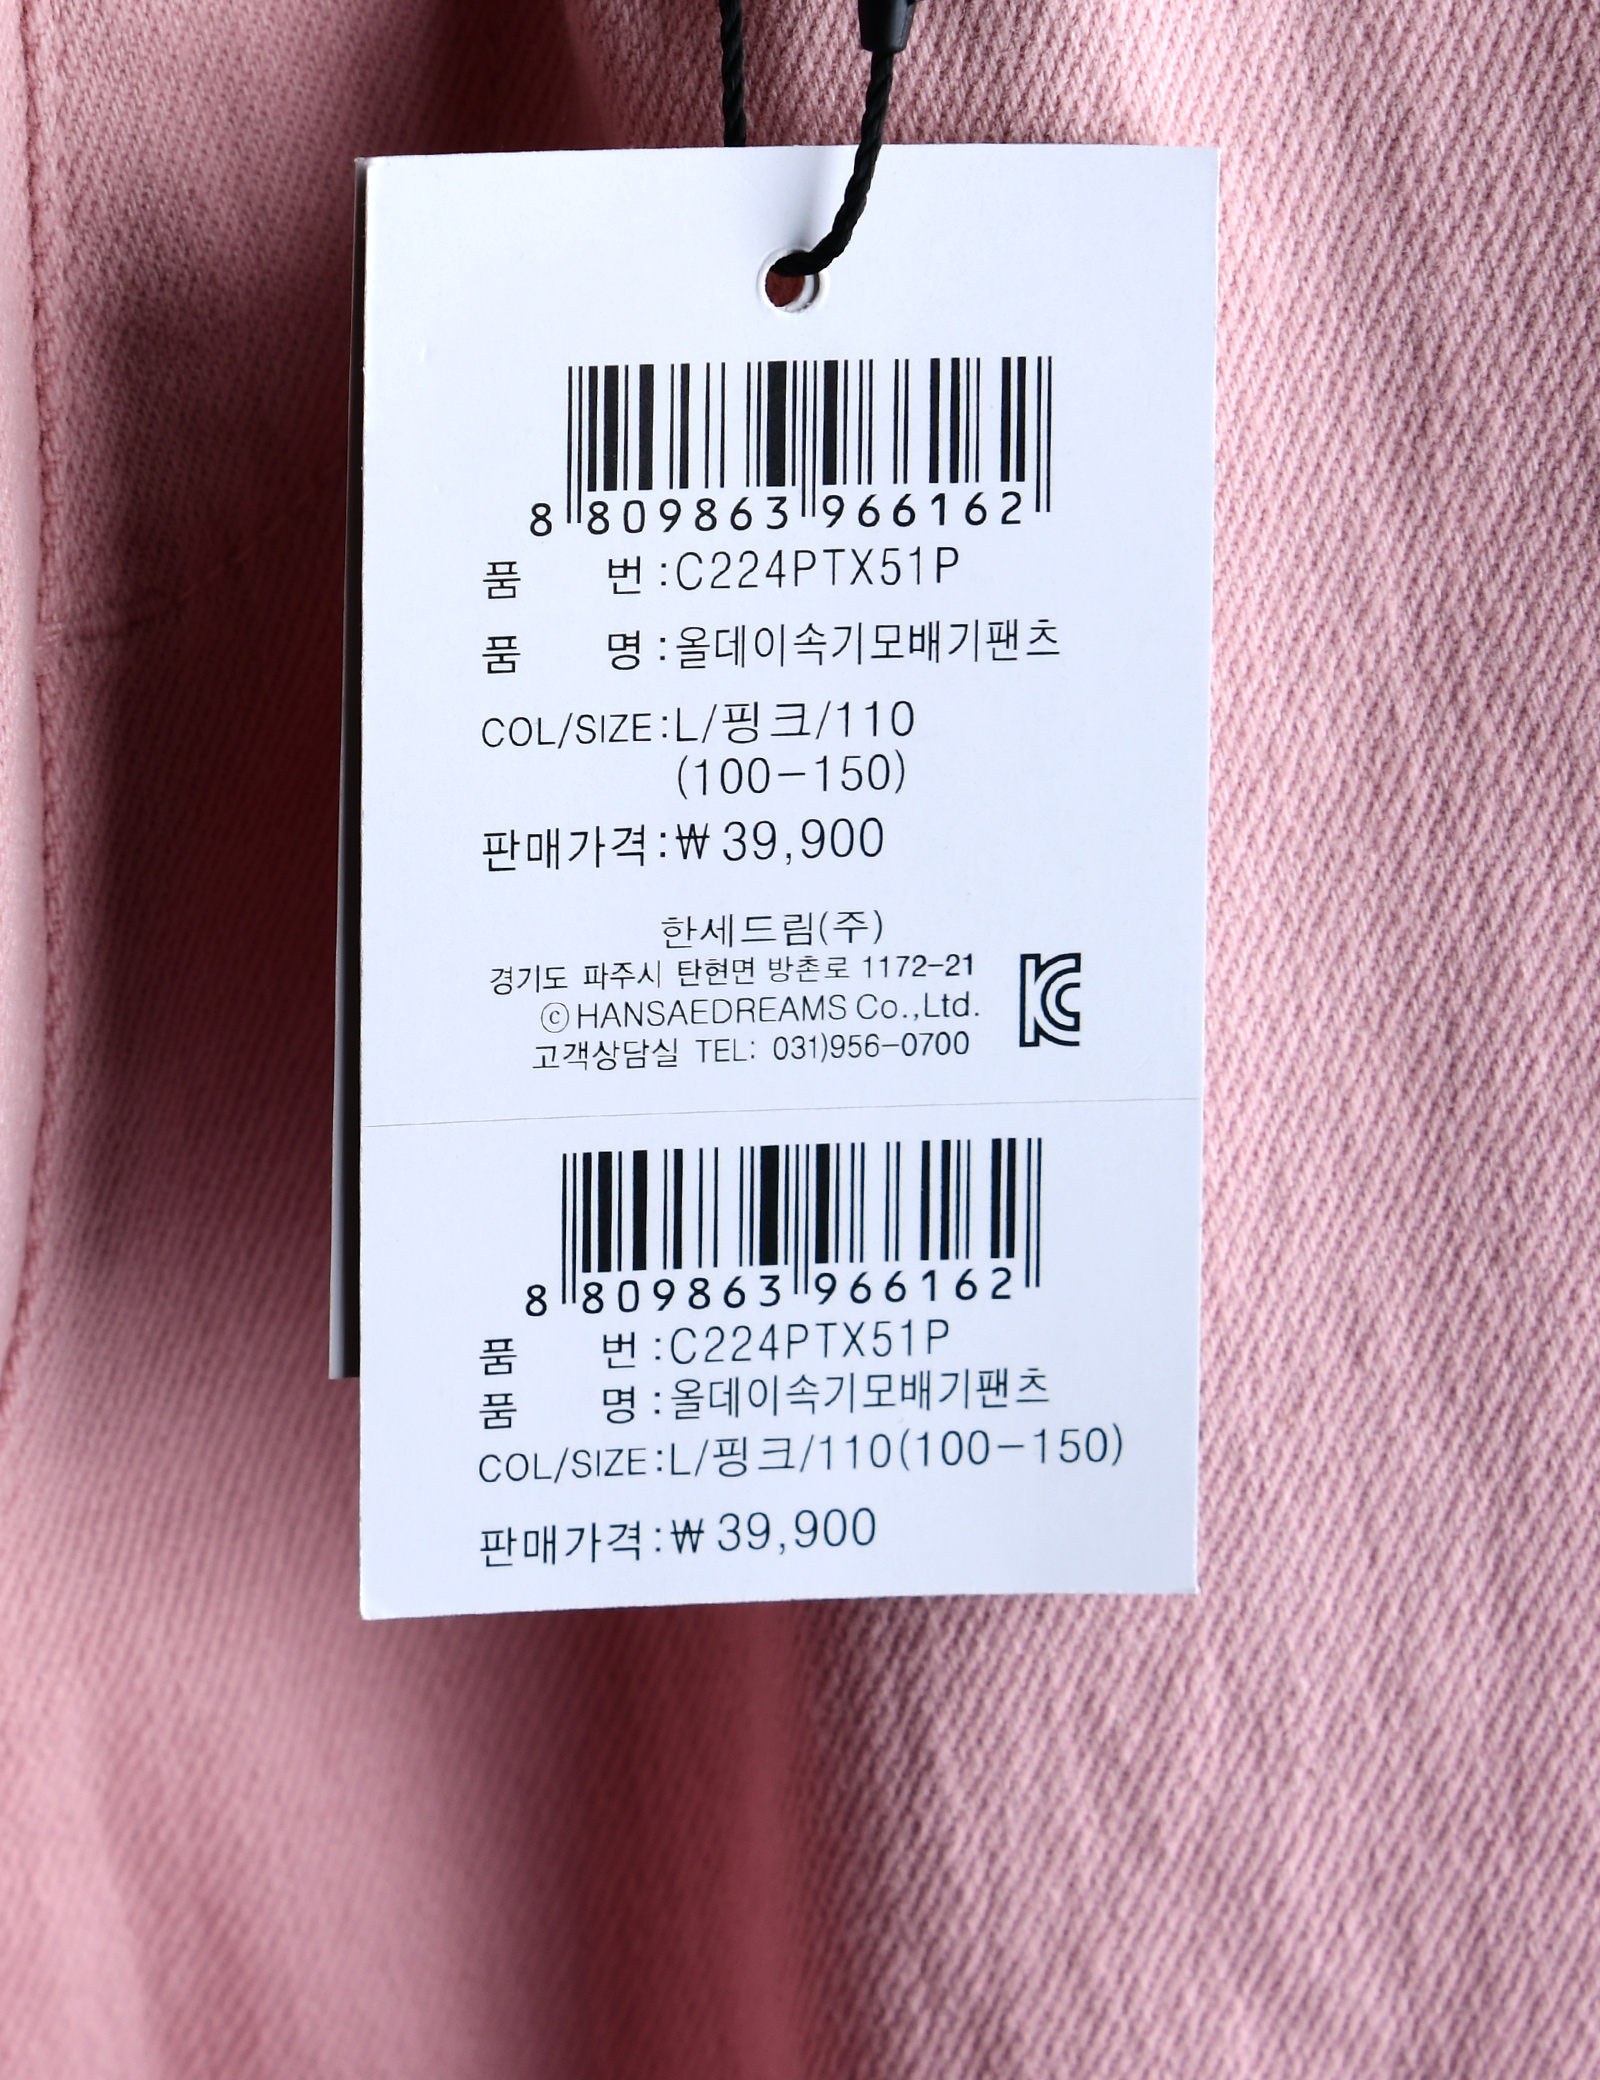 8 809863 966162
품 번 :C224PTX51P
품 명 :올데이속기모배기팬츠
COL/SIZE:L/핑크/110
(100-150)
판매가격:₩39,900
한세드림(주)
경기도 파주시 탄현면 방촌로 1172-21
ⓒHANSAEDREAMS Co.,Ltd.
고객상담실 TEL: 031)956-0700
KC
8 809863 966162
품 번 :C224PTX51P
품 명 :올데이속기모배기팬츠
COL/SIZE:L/핑크/110(100-150)
판매가격:₩39,900